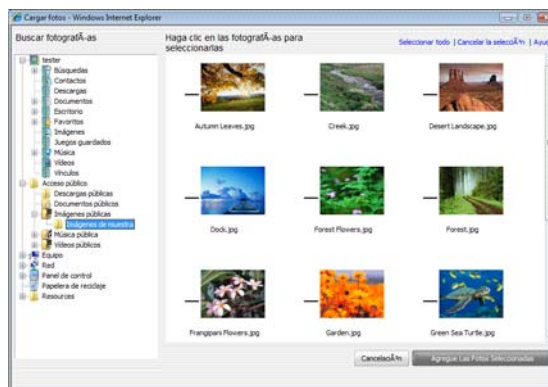 Cargar fotos - Windows Internet Explorer
Buscar fotografÃ-as
Haga clic en las fotografÃ-as para seleccionarlas
Seleccionar todo | Cancelar la selecciÃ³n | Ayu
tester
Búsquedas
Contactos
Descargas
Documentos
Escritorio
Favoritos
Imágenes
Juegos guardados
Música
Vídeos
Vínculos
Acceso público
Descargas públicas
Documentos públicos
Imágenes públicas
Imágenes de muestra
Música pública
Vídeos públicos
Equipo
Red
Panel de control
Papelera de reciclaje
Resources
Autumn Leaves.jpg
Creek.jpg
Desert Landscape.jpg
Dock.jpg
Forest Flowers.jpg
Forest.jpg
Frangipani Flowers.jpg
Garden.jpg
Green Sea Turtle.jpg
CancelaciÃ³n
Agregue Las Fotos Seleccionadas